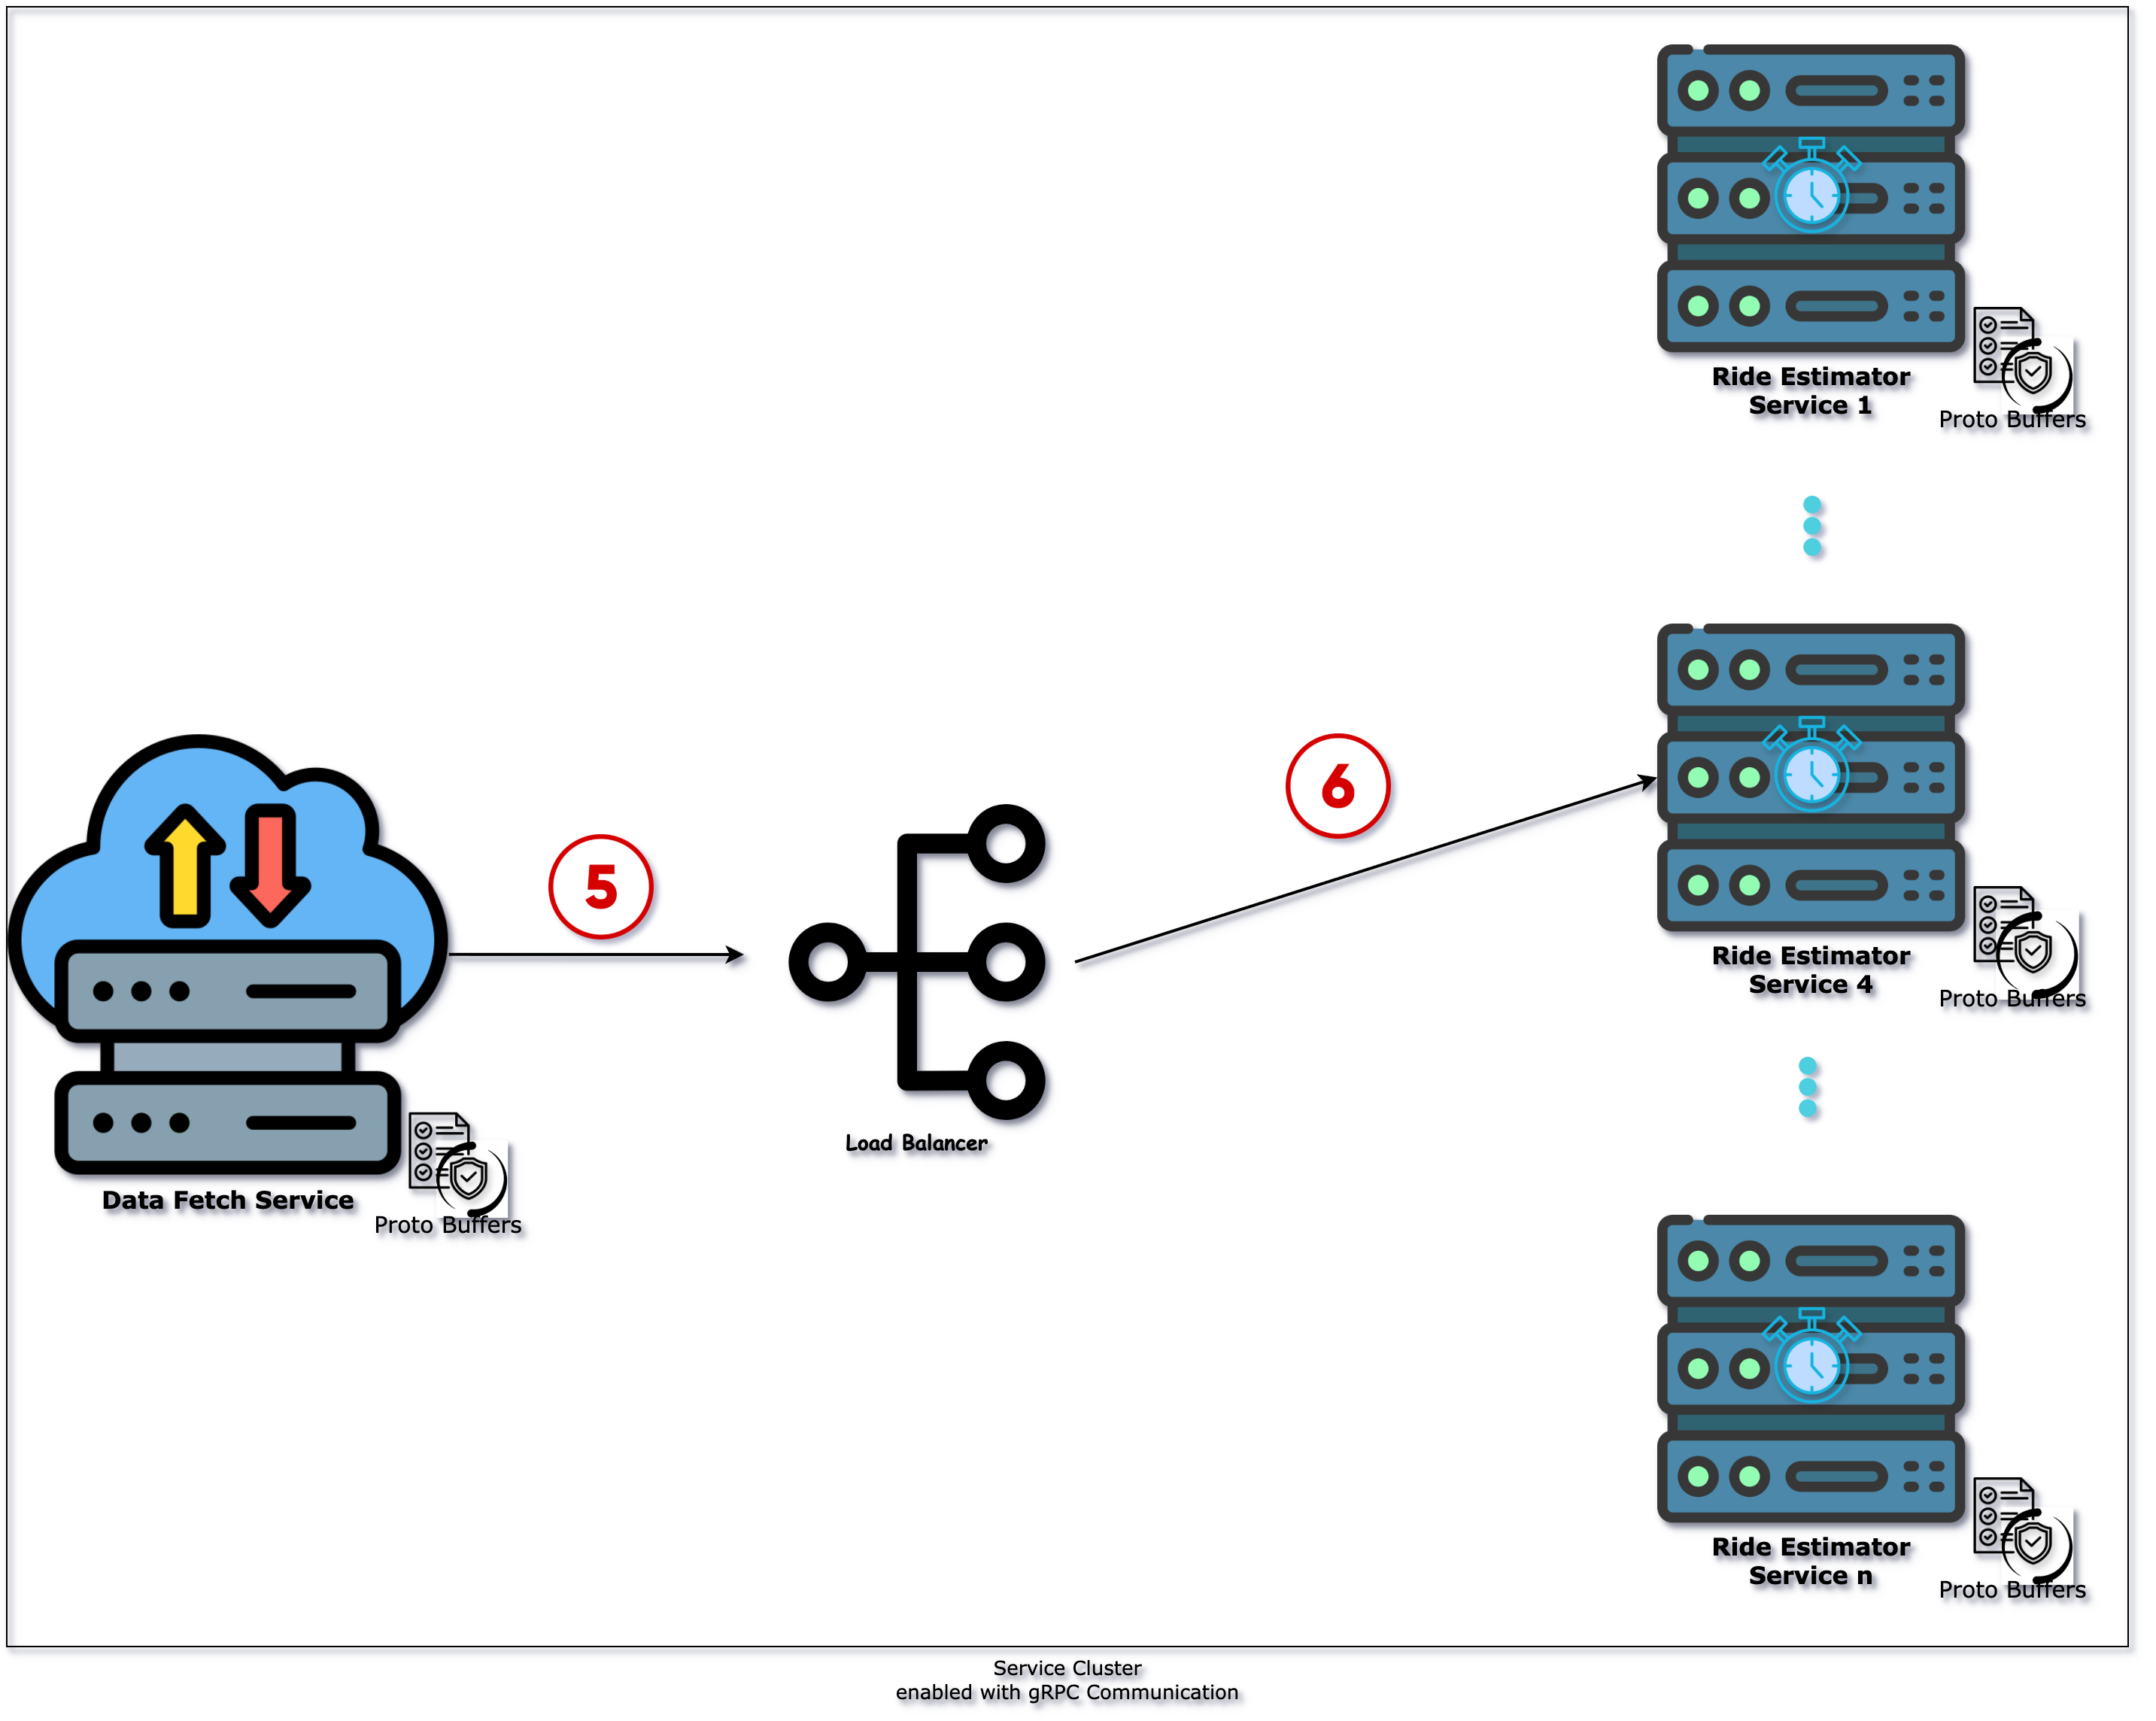 Ride Estimator
Service 1
Proto Buffers
6
5
Ride Estimator
Service 4
Proto Buffers
Load Balancer
Data Fetch Service
Proto Buffers
Ride Estimator
Service n
Proto Buffers
Service Cluster
enabled with gRPC Communication